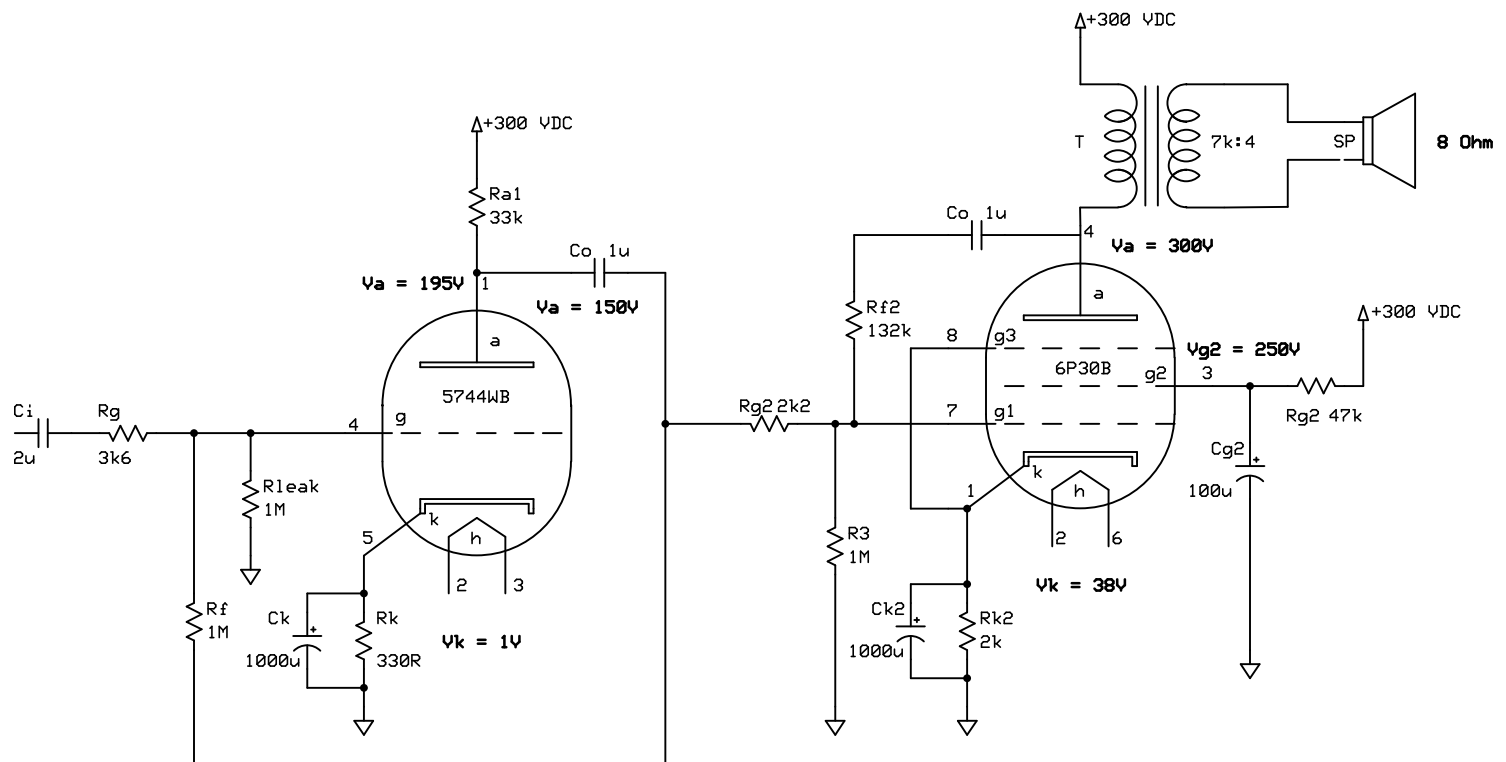 +300 VDC
T
7k:4
SP
8 Ohm
+300 VDC
Ra1
33k
Co 1u
Va = 195V
1
Va = 150V
a
5744WB
g
4
Ci
2u
Rg
3k6
Rleak
1M
k
5
h
2
3
Rf
1M
Ck
1000u
Rk
330R
Vk = 1V
Co 1u
4
Va = 300V
a
Rf2
132k
8
g3
6P30B
Vg2 = 250V
g2
3
+300 VDC
Rg2 2k2
7
g1
Rg2 47k
Cg2
100u
k
1
h
2
6
R3
1M
Vk = 38V
Ck2
1000u
Rk2
2k